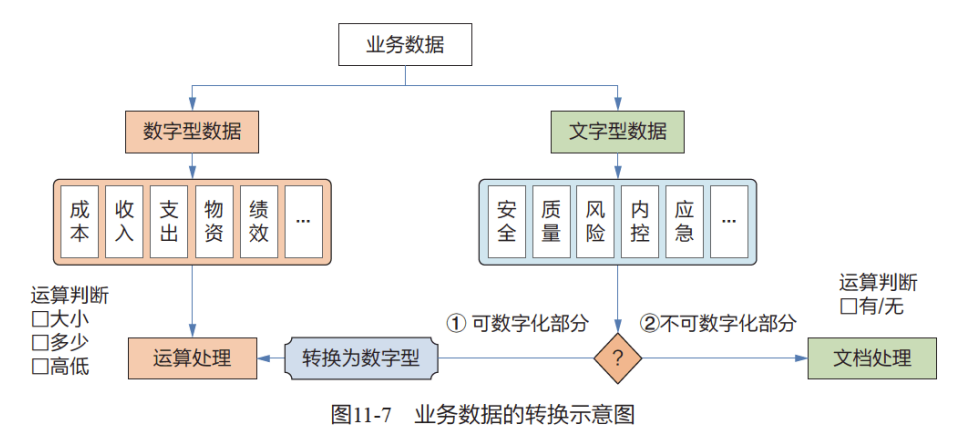 业务数据
数字型数据
文字型数据
成本
收入
支出
物资
绩效
...
安全
质量
风险
内控
应急
...
运算判断
□大小
□多少
□高低
① 可数字化部分
②不可数字化部分
运算判断
□有/无
运算处理
转换为数字型
?
文档处理
图11-7 业务数据的转换示意图